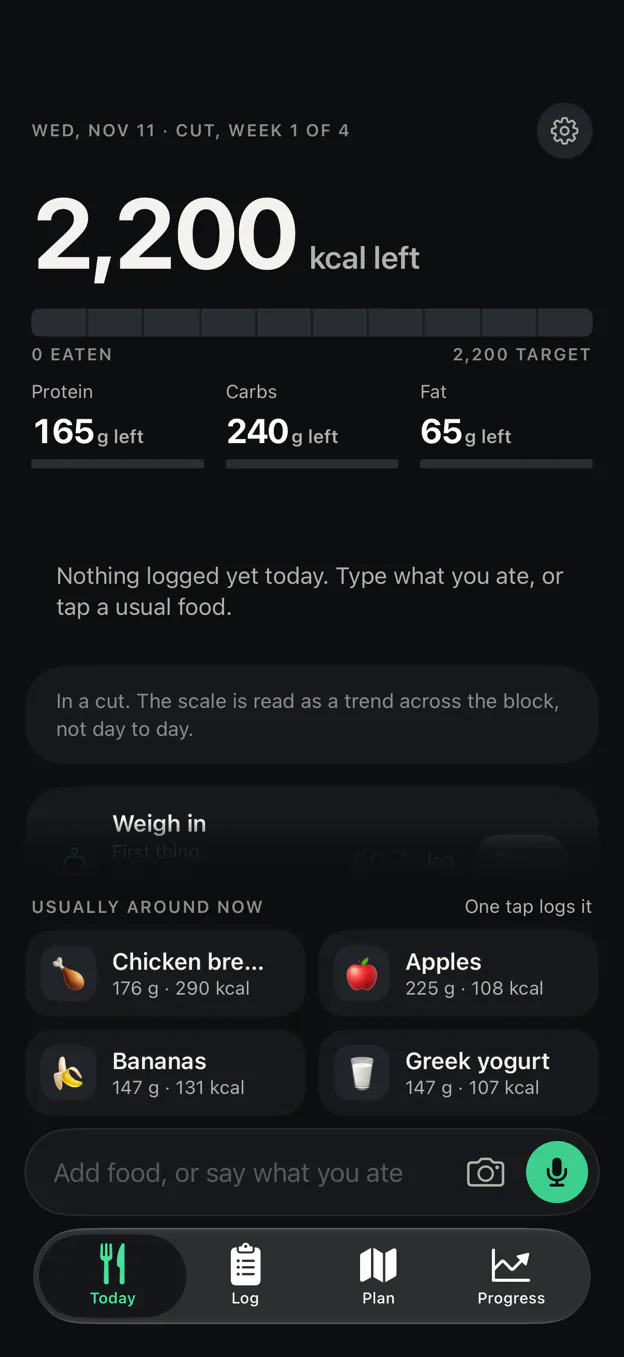 WED, NOV 11 · CUT, WEEK 1 OF 4
2,200 kcal left
0 EATEN 2,200 TARGET
Protein Carbs Fat
165 g left 240 g left 65 g left
Nothing logged yet today. Type what you ate, or
tap a usual food.
In a cut. The scale is read as a trend across the block,
not day to day.
Weigh in
First thing
kg
USUALLY AROUND NOW One tap logs it
Chicken bre... Apples
176 g · 290 kcal 225 g · 108 kcal
Bananas Greek yogurt
147 g · 131 kcal 147 g · 107 kcal
Add food, or say what you ate
Today Log Plan Progress